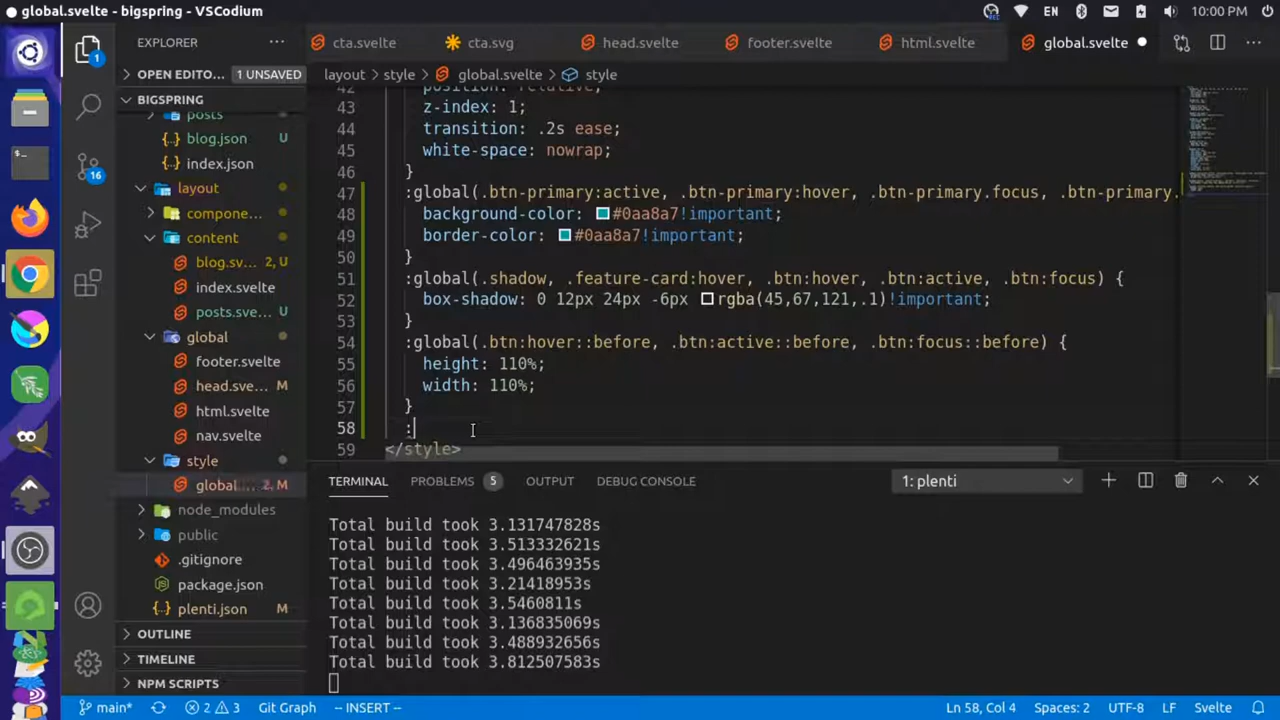 global.svelte - bigspring - VSCodium
EN
10:00 PM
EXPLORER
OPEN EDITO...
1 UNSAVED
BIGSPRING
posts
blog.json U
index.json
layout
compone...
content
blog.sv... 2, U
index.svelte
posts.sve... U
global
footer.svelte
head.sve... M
html.svelte
nav.svelte
style
global... 2, M
node_modules
public
.gitignore
package.json
plenti.json M
OUTLINE
TIMELINE
NPM SCRIPTS
1
16
cta.svelte
cta.svg
head.svelte
footer.svelte
html.svelte
global.svelte
layout > style > global.svelte > style
42 position: relative;
43 z-index: 1;
44 transition: .2s ease;
45 white-space: nowrap;
46 }
47 :global(.btn-primary:active, .btn-primary:hover, .btn-primary.focus, .btn-primary.
48 background-color: #0aa8a7!important;
49 border-color: #0aa8a7!important;
50 }
51 :global(.shadow, .feature-card:hover, .btn:hover, .btn:active, .btn:focus) {
52 box-shadow: 0 12px 24px -6px rgba(45,67,121,.1)!important;
53 }
54 :global(.btn:hover::before, .btn:active::before, .btn:focus::before) {
55 height: 110%;
56 width: 110%;
57 }
58 :
59 </style>
TERMINAL
PROBLEMS 5
OUTPUT
DEBUG CONSOLE
1: plenti
Total build took 3.131747828s
Total build took 3.513332621s
Total build took 3.496463935s
Total build took 3.21418953s
Total build took 3.5460811s
Total build took 3.136835069s
Total build took 3.488932656s
Total build took 3.812507583s
main*
2
3
Git Graph
-- INSERT --
Ln 58, Col 4
Spaces: 2
UTF-8
LF
Svelte